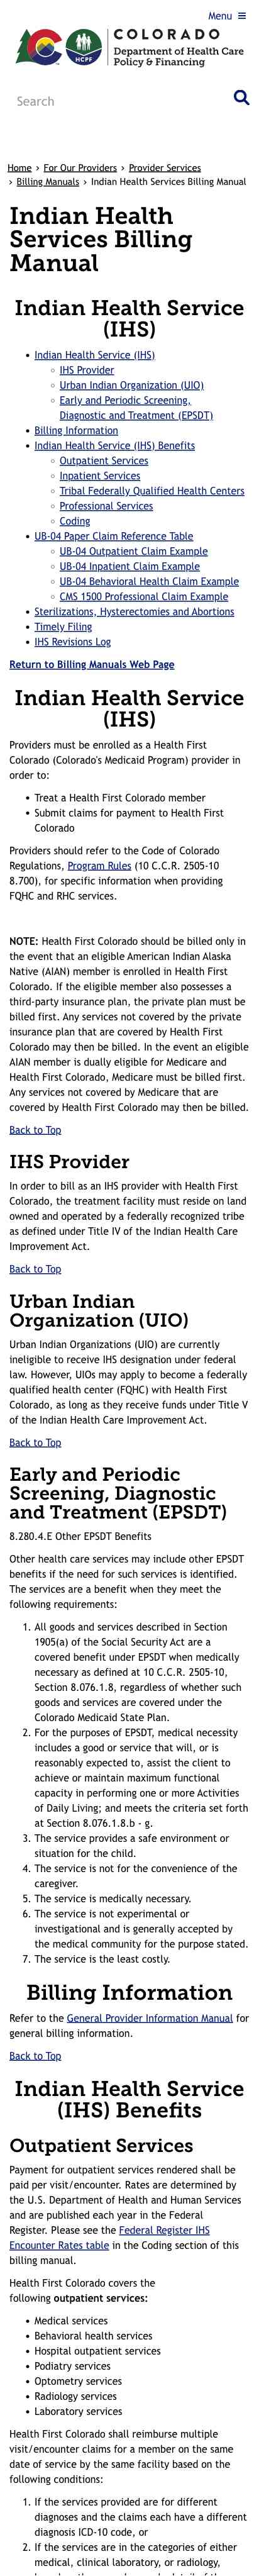 Menu ≡
COLORADO
Department of Health Care
Policy & Financing
HCPF
Search
Home › For Our Providers › Provider Services
› Billing Manuals › Indian Health Services Billing Manual
Indian Health
Services Billing
Manual
Indian Health Service
(IHS)
• Indian Health Service (IHS)
○ IHS Provider
○ Urban Indian Organization (UIO)
○ Early and Periodic Screening,
Diagnostic and Treatment (EPSDT)
• Billing Information
• Indian Health Service (IHS) Benefits
○ Outpatient Services
○ Inpatient Services
○ Tribal Federally Qualified Health Centers
○ Professional Services
○ Coding
• UB-04 Paper Claim Reference Table
○ UB-04 Outpatient Claim Example
○ UB-04 Inpatient Claim Example
○ UB-04 Behavioral Health Claim Example
○ CMS 1500 Professional Claim Example
• Sterilizations, Hysterectomies and Abortions
• Timely Filing
• IHS Revisions Log
Return to Billing Manuals Web Page
Indian Health Service
(IHS)
Providers must be enrolled as a Health First
Colorado (Colorado's Medicaid Program) provider in
order to:
• Treat a Health First Colorado member
• Submit claims for payment to Health First
Colorado
Providers should refer to the Code of Colorado
Regulations, Program Rules (10 C.C.R. 2505-10
8.700), for specific information when providing
FQHC and RHC services.
NOTE: Health First Colorado should be billed only in
the event that an eligible American Indian Alaska
Native (AIAN) member is enrolled in Health First
Colorado. If the eligible member also possesses a
third-party insurance plan, the private plan must be
billed first. Any services not covered by the private
insurance plan that are covered by Health First
Colorado may then be billed. In the event an eligible
AIAN member is dually eligible for Medicare and
Health First Colorado, Medicare must be billed first.
Any services not covered by Medicare that are
covered by Health First Colorado may then be billed.
Back to Top
IHS Provider
In order to bill as an IHS provider with Health First
Colorado, the treatment facility must reside on land
owned and operated by a federally recognized tribe
as defined under Title IV of the Indian Health Care
Improvement Act.
Back to Top
Urban Indian
Organization (UIO)
Urban Indian Organizations (UIO) are currently
ineligible to receive IHS designation under federal
law. However, UIOs may apply to become a federally
qualified health center (FQHC) with Health First
Colorado, as long as they receive funds under Title V
of the Indian Health Care Improvement Act.
Back to Top
Early and Periodic
Screening, Diagnostic
and Treatment (EPSDT)
8.280.4.E Other EPSDT Benefits
Other health care services may include other EPSDT
benefits if the need for such services is identified.
The services are a benefit when they meet the
following requirements:
1. All goods and services described in Section
1905(a) of the Social Security Act are a
covered benefit under EPSDT when medically
necessary as defined at 10 C.C.R. 2505-10,
Section 8.076.1.8, regardless of whether such
goods and services are covered under the
Colorado Medicaid State Plan.
2. For the purposes of EPSDT, medical necessity
includes a good or service that will, or is
reasonably expected to, assist the client to
achieve or maintain maximum functional
capacity in performing one or more Activities
of Daily Living; and meets the criteria set forth
at Section 8.076.1.8.b - g.
3. The service provides a safe environment or
situation for the child.
4. The service is not for the convenience of the
caregiver.
5. The service is medically necessary.
6. The service is not experimental or
investigational and is generally accepted by
the medical community for the purpose stated.
7. The service is the least costly.
Billing Information
Refer to the General Provider Information Manual for
general billing information.
Back to Top
Indian Health Service
(IHS) Benefits
Outpatient Services
Payment for outpatient services rendered shall be
paid per visit/encounter. Rates are determined by
the U.S. Department of Health and Human Services
and are published each year in the Federal
Register. Please see the Federal Register IHS
Encounter Rates table in the Coding section of this
billing manual.
Health First Colorado covers the
following outpatient services:
• Medical services
• Behavioral health services
• Hospital outpatient services
• Podiatry services
• Optometry services
• Radiology services
• Laboratory services
Health First Colorado shall reimburse multiple
visit/encounter claims for a member on the same
date of service by the same facility based on the
following conditions:
1. If the services provided are for different
diagnoses and the claims each have a different
diagnosis ICD-10 code, or
2. If the services are in the categories of either
medical, clinical laboratory, or radiology,